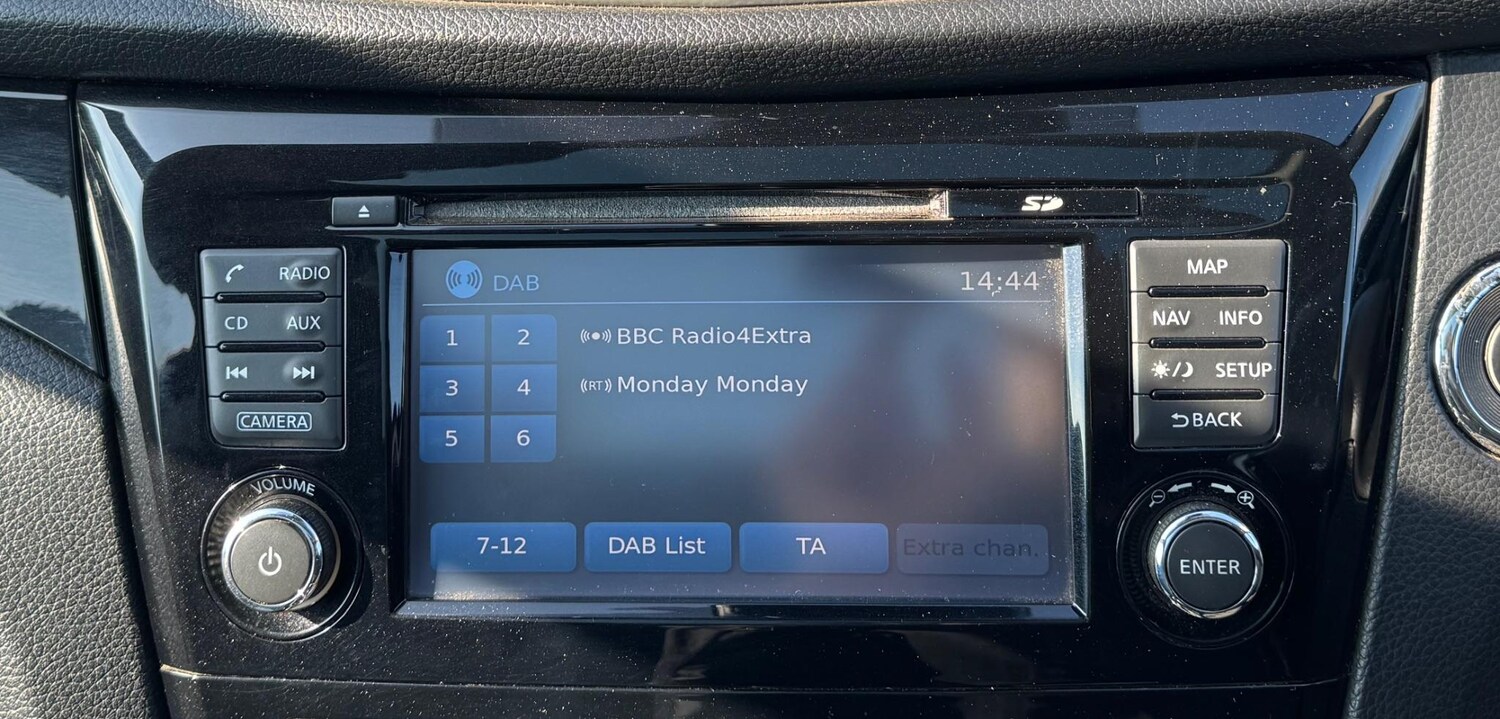 SD
RADIO
CD AUX
CAMERA
VOLUME
DAB 14:44
1 2
BBC Radio4Extra
3 4
(RT) Monday Monday
5 6
7-12 DAB List TA Extra chan.
MAP
NAV INFO
/ SETUP
BACK
ENTER